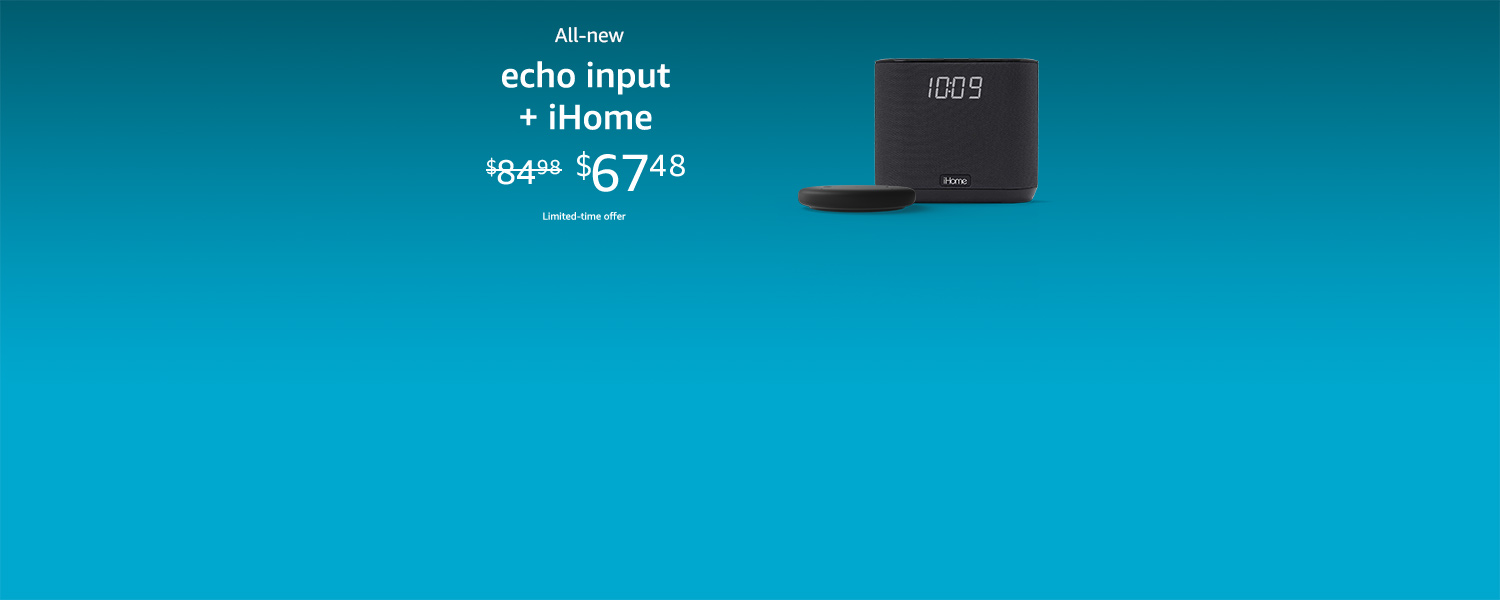 All-new
echo input
+ iHome
$84 98 $67 48
Limited-time offer
10:09
iHome